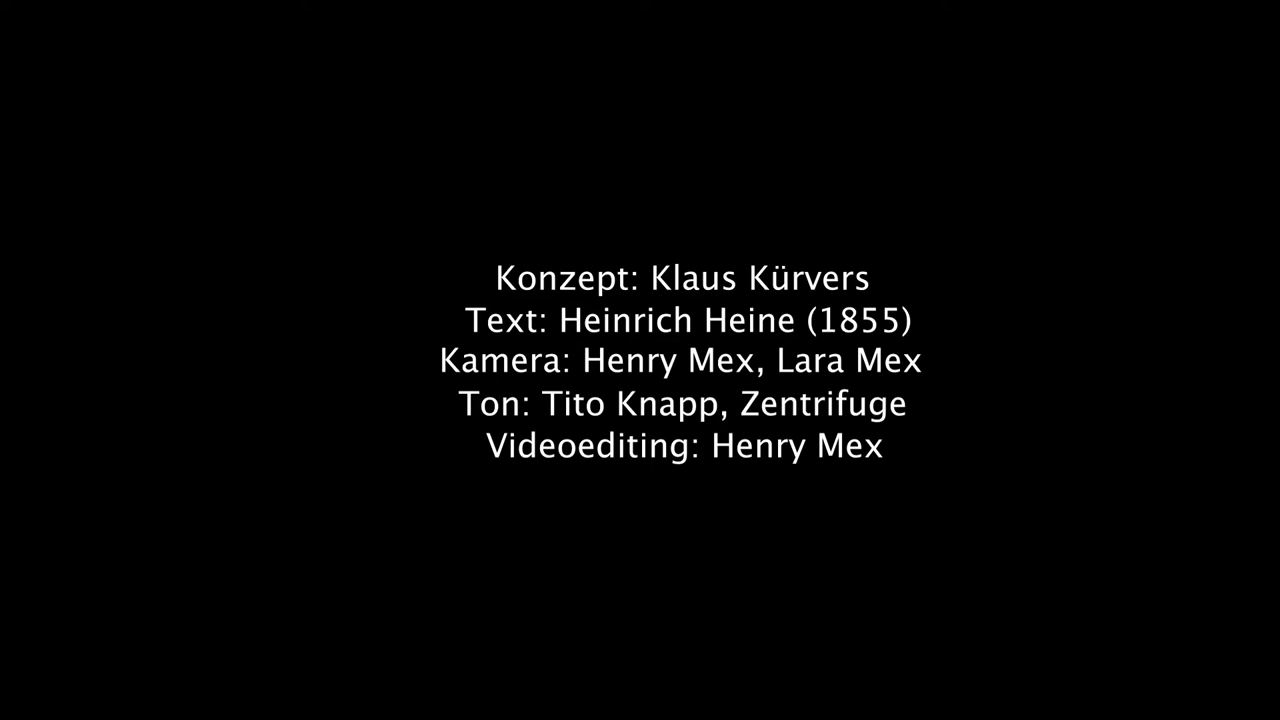 Konzept: Klaus Kürvers
Text: Heinrich Heine (1855)
Kamera: Henry Mex, Lara Mex
Ton: Tito Knapp, Zentrifuge
Videoediting: Henry Mex